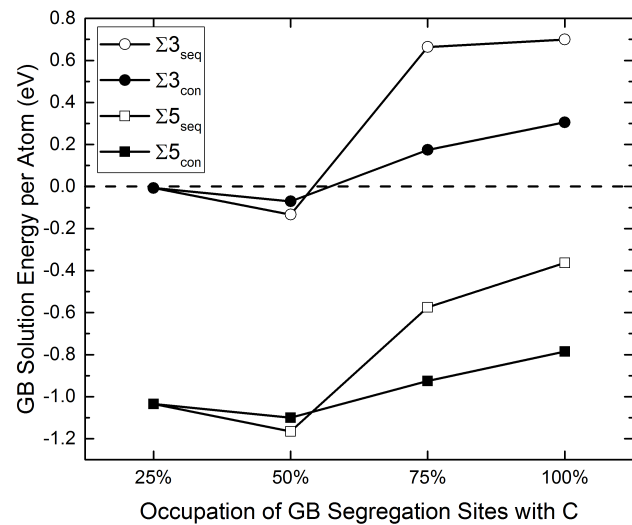 0.8
0.6
0.4
0.2
0.0
-0.2
-0.4
-0.6
-0.8
-1.0
-1.2
GB Solution Energy per Atom (eV)
Σ3seq
Σ3con
Σ5seq
Σ5con
25% 50% 75% 100%
Occupation of GB Segregation Sites with C